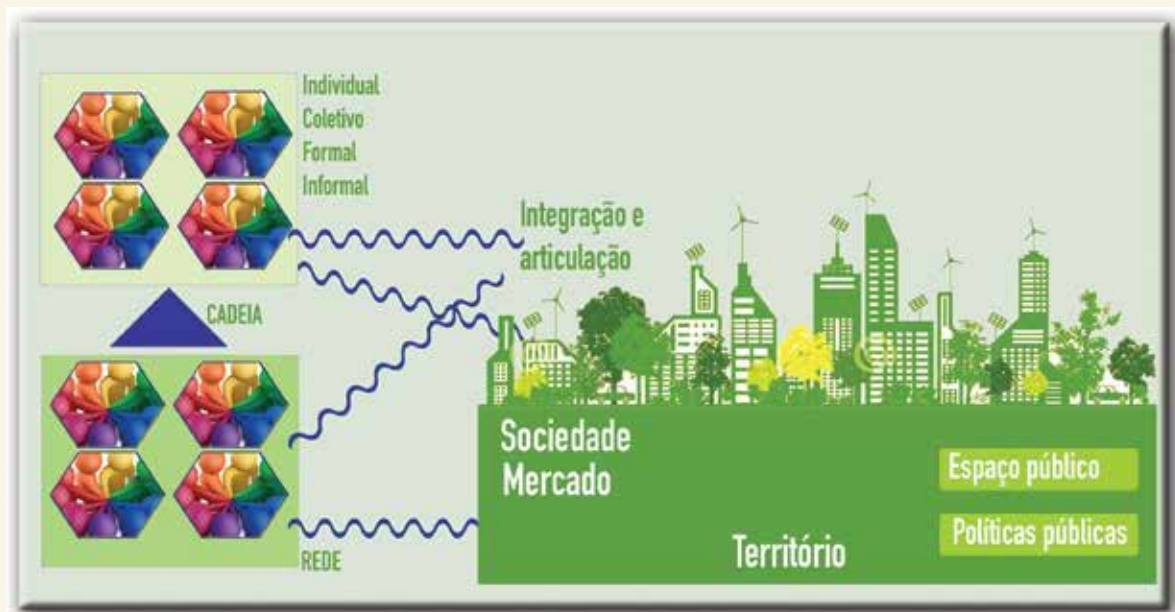 Individual
Coletivo
Formal
Informal
Integração e
articulação
CADEIA
Sociedade
Mercado
Espaço público
Políticas públicas
Território
REDE